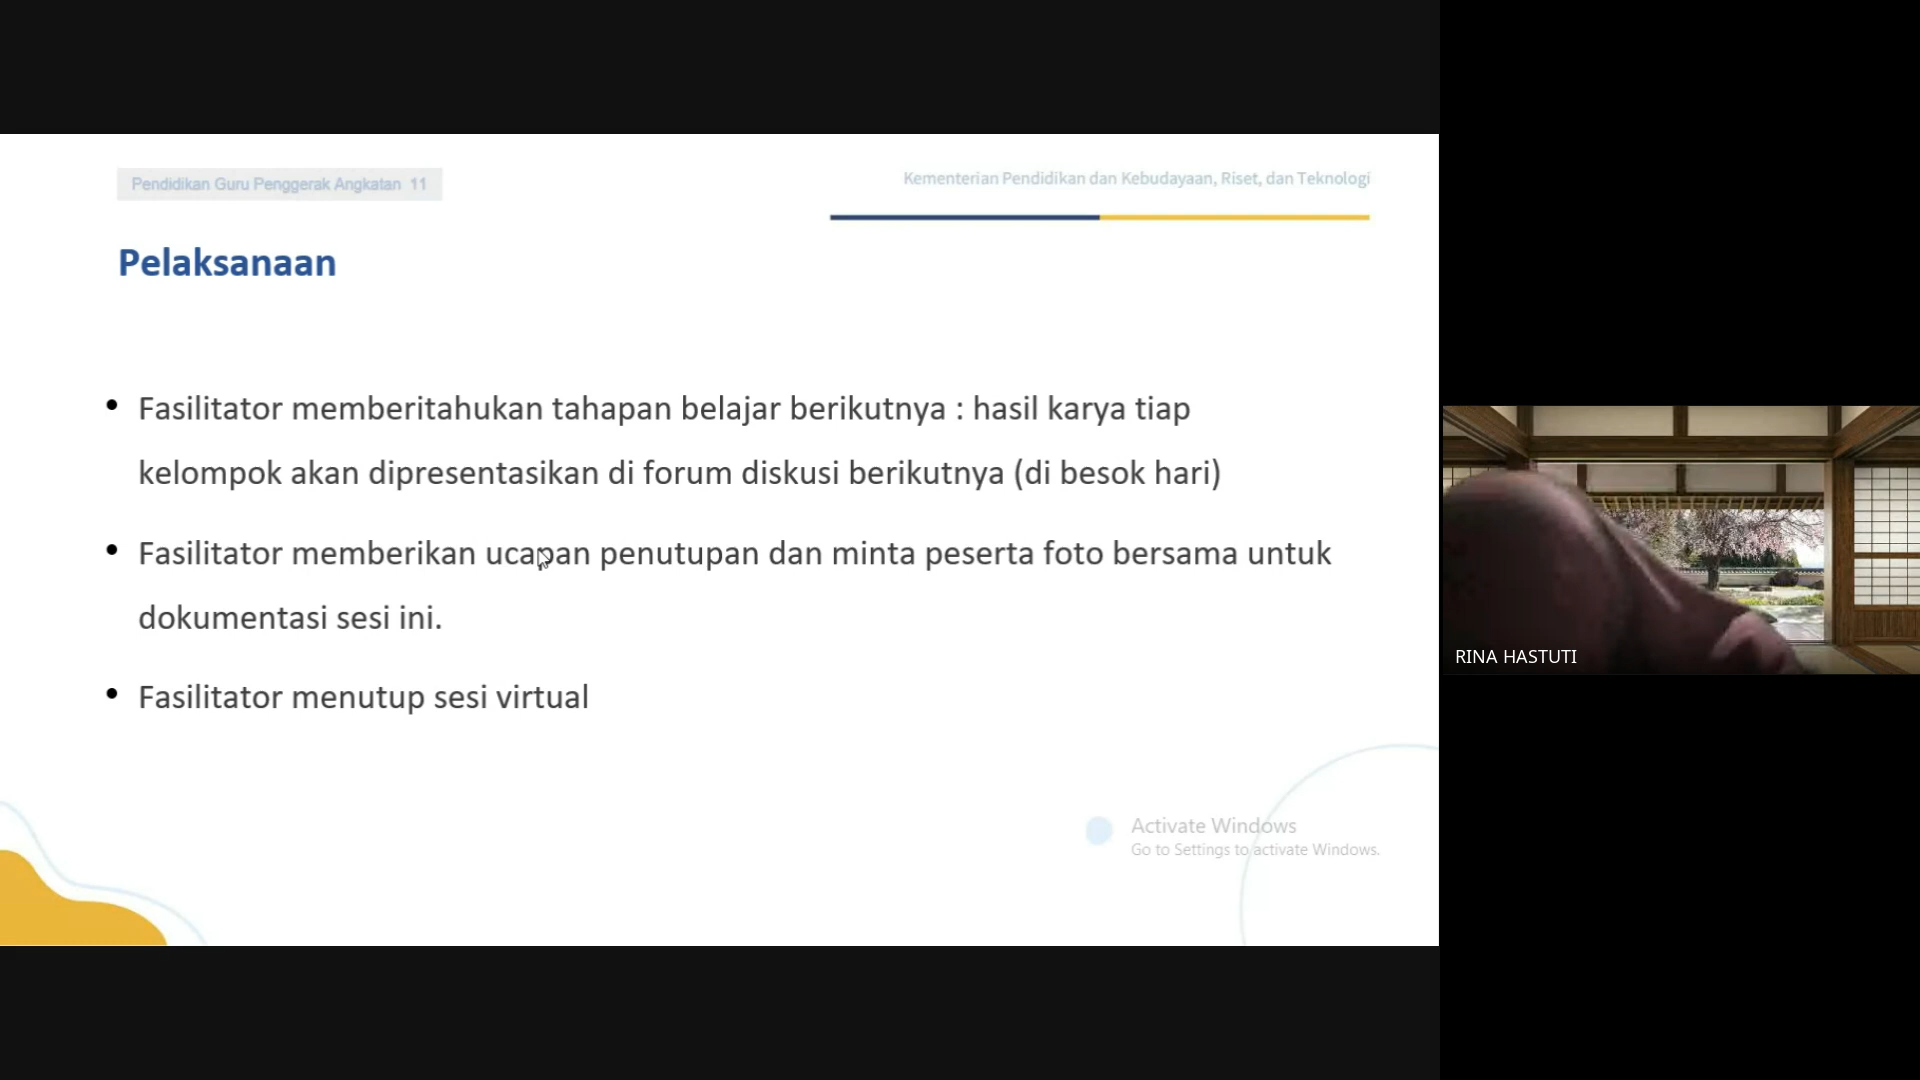 Pendidikan Guru Penggerak Angkatan 11
Kementerian Pendidikan dan Kebudayaan, Riset, dan Teknologi
Pelaksanaan
• Fasilitator memberitahukan tahapan belajar berikutnya : hasil karya tiap
kelompok akan dipresentasikan di forum diskusi berikutnya (di besok hari)
• Fasilitator memberikan ucapan penutupan dan minta peserta foto bersama untuk
dokumentasi sesi ini.
• Fasilitator menutup sesi virtual
Activate Windows
Go to Settings to activate Windows.
RINA HASTUTI